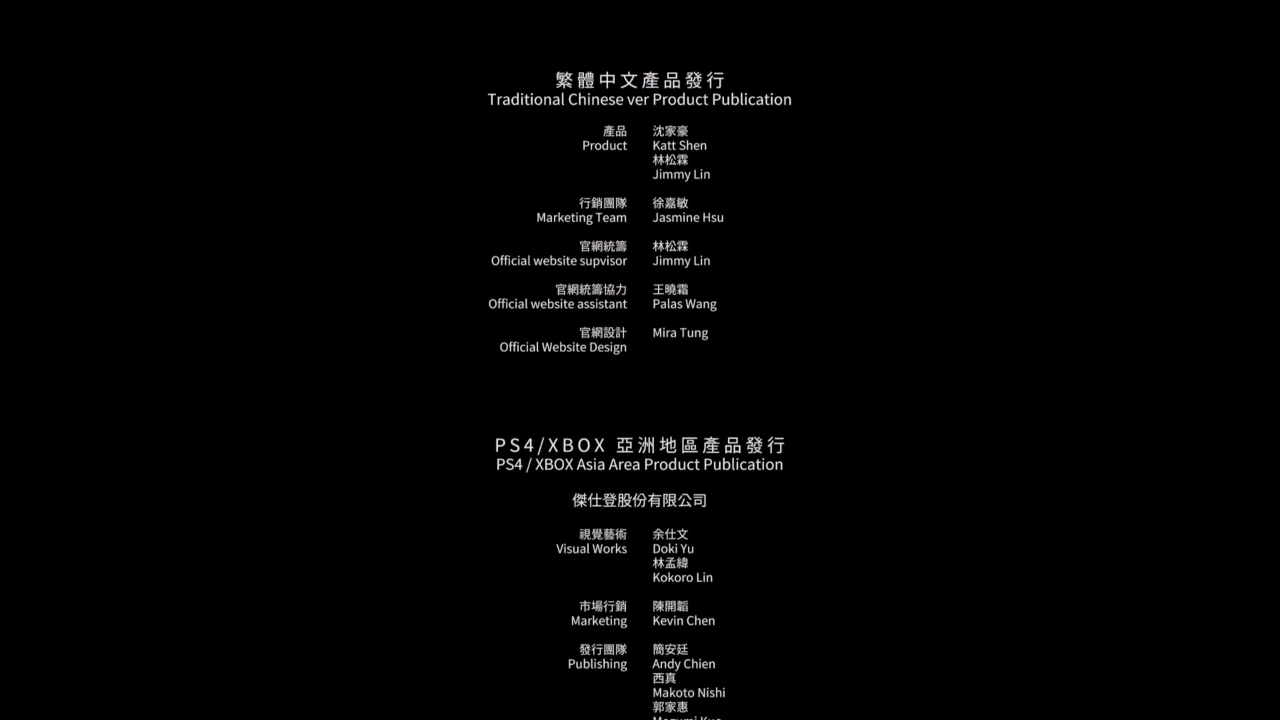 繁體中文產品發行
Traditional Chinese ver Product Publication
產品 沈家豪
Product Katt Shen
林松霖
Jimmy Lin
行銷團隊 徐嘉敏
Marketing Team Jasmine Hsu
官網統籌 林松霖
Official website supvisor Jimmy Lin
官網統籌協力 王曉霜
Official website assistant Palas Wang
官網設計 Mira Tung
Official Website Design
PS4/XBOX 亞洲地區產品發行
PS4 / XBOX Asia Area Product Publication
傑仕登股份有限公司
視覺藝術 余仕文
Visual Works Doki Yu
林孟緯
Kokoro Lin
市場行銷 陳開韜
Marketing Kevin Chen
發行團隊 簡安廷
Publishing Andy Chien
西真
Makoto Nishi
郭家惠